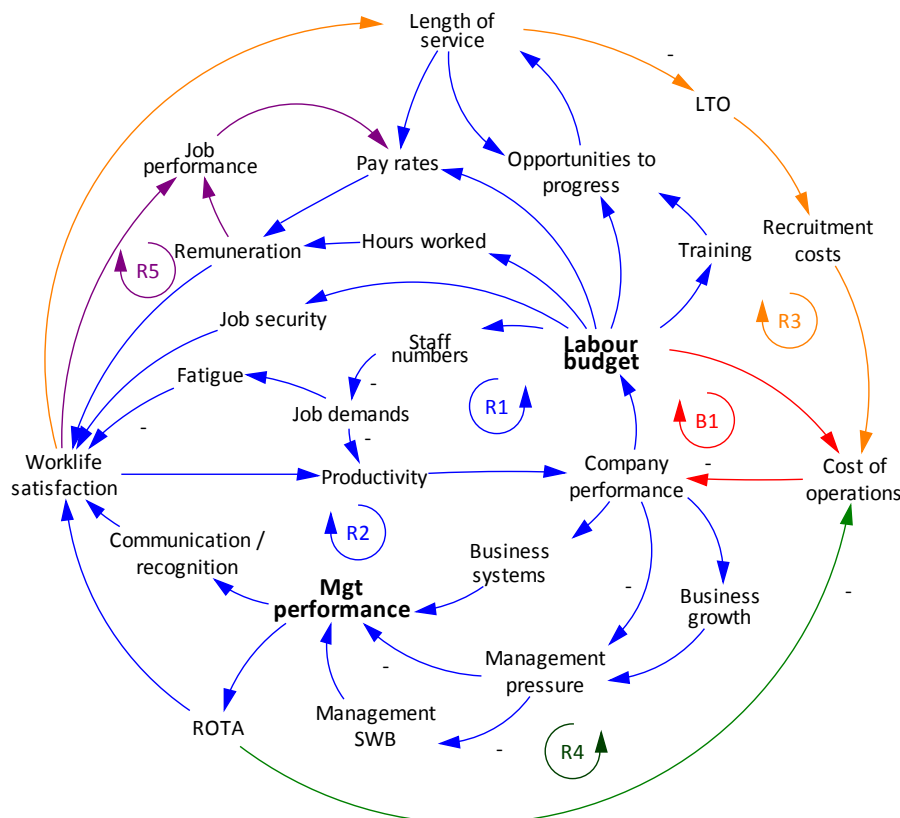 Length of
service
-
LTO
Job
performance
Pay rates
Opportunities to
progress
Recruitment
costs
Remuneration
Hours worked
Training
R5
R3
Job security
Staff
numbers
Labour
budget
Fatigue
-
Job demands
R1
B1
-
-
Worklife
satisfaction
Productivity
Company
performance
-
Cost of
operations
R2
Communication /
recognition
Business
systems
Mgt
performance
-
Business
growth
-
Management
pressure
-
ROTA
Management
SWB
-
R4